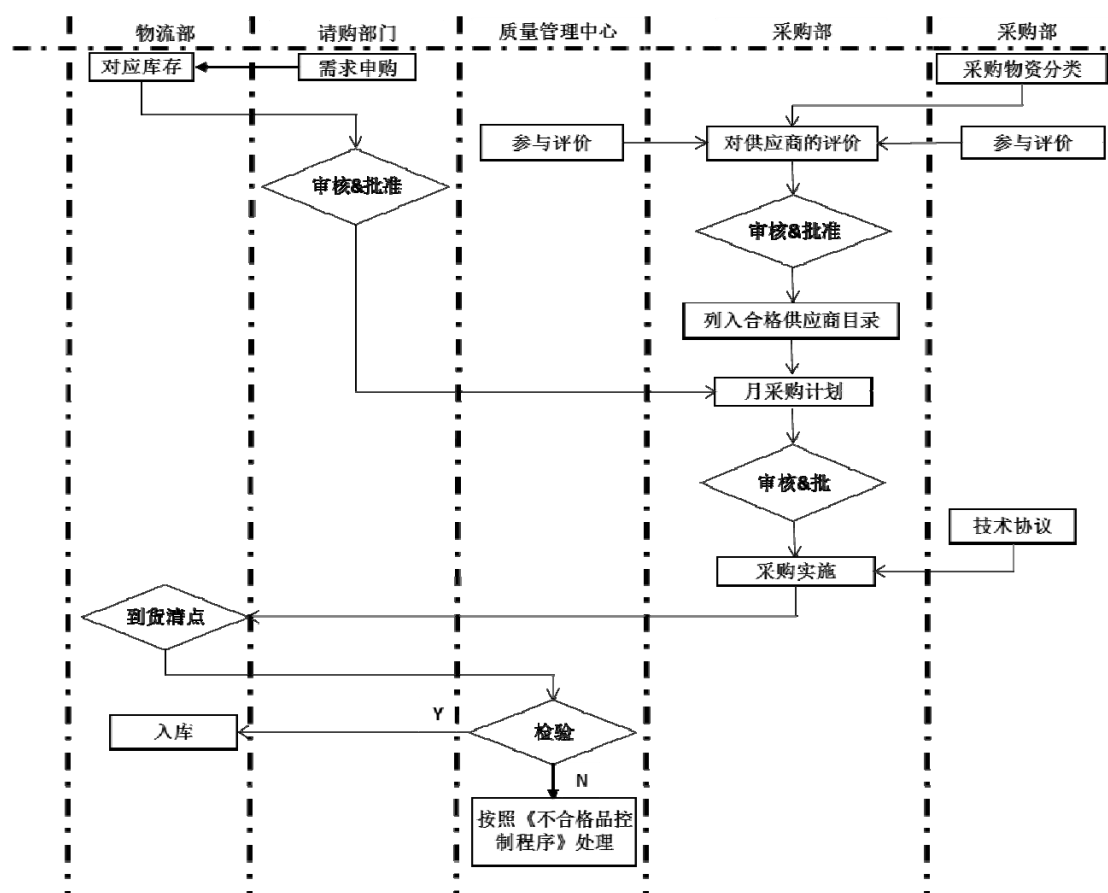 物流部
请购部门
质量管理中心
采购部
采购部
对应库存
需求申购
采购物资分类
参与评价
对供应商的评价
参与评价
审核&批准
审核&批准
列入合格供应商目录
月采购计划
审核&批
技术协议
采购实施
到货清点
Y
入库
检验
N
按照《不合格品控
制程序》处理